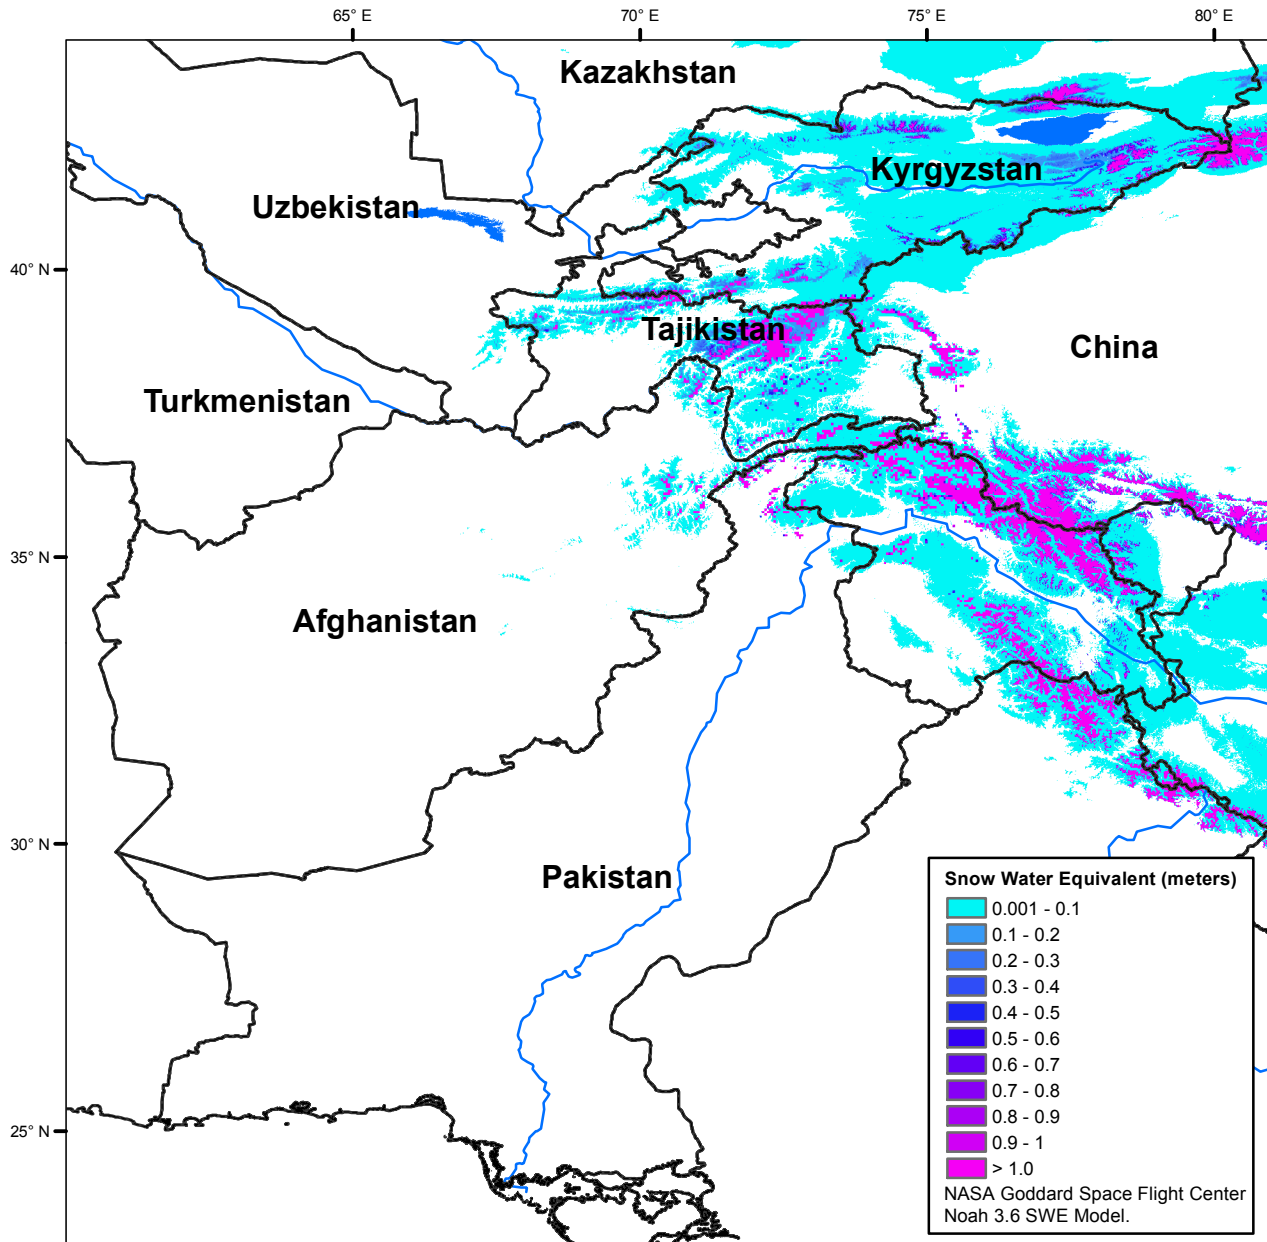 65° E
70° E
75° E
80° E
Kazakhstan
Kyrgyzstan
Uzbekistan
40° N
Tajikistan
China
Turkmenistan
35° N
Afghanistan
30° N
Pakistan
25° N
Snow Water Equivalent (meters)
0.001 - 0.1
0.1 - 0.2
0.2 - 0.3
0.3 - 0.4
0.4 - 0.5
0.5 - 0.6
0.6 - 0.7
0.7 - 0.8
0.8 - 0.9
0.9 - 1
> 1.0
NASA Goddard Space Flight Center
Noah 3.6 SWE Model.